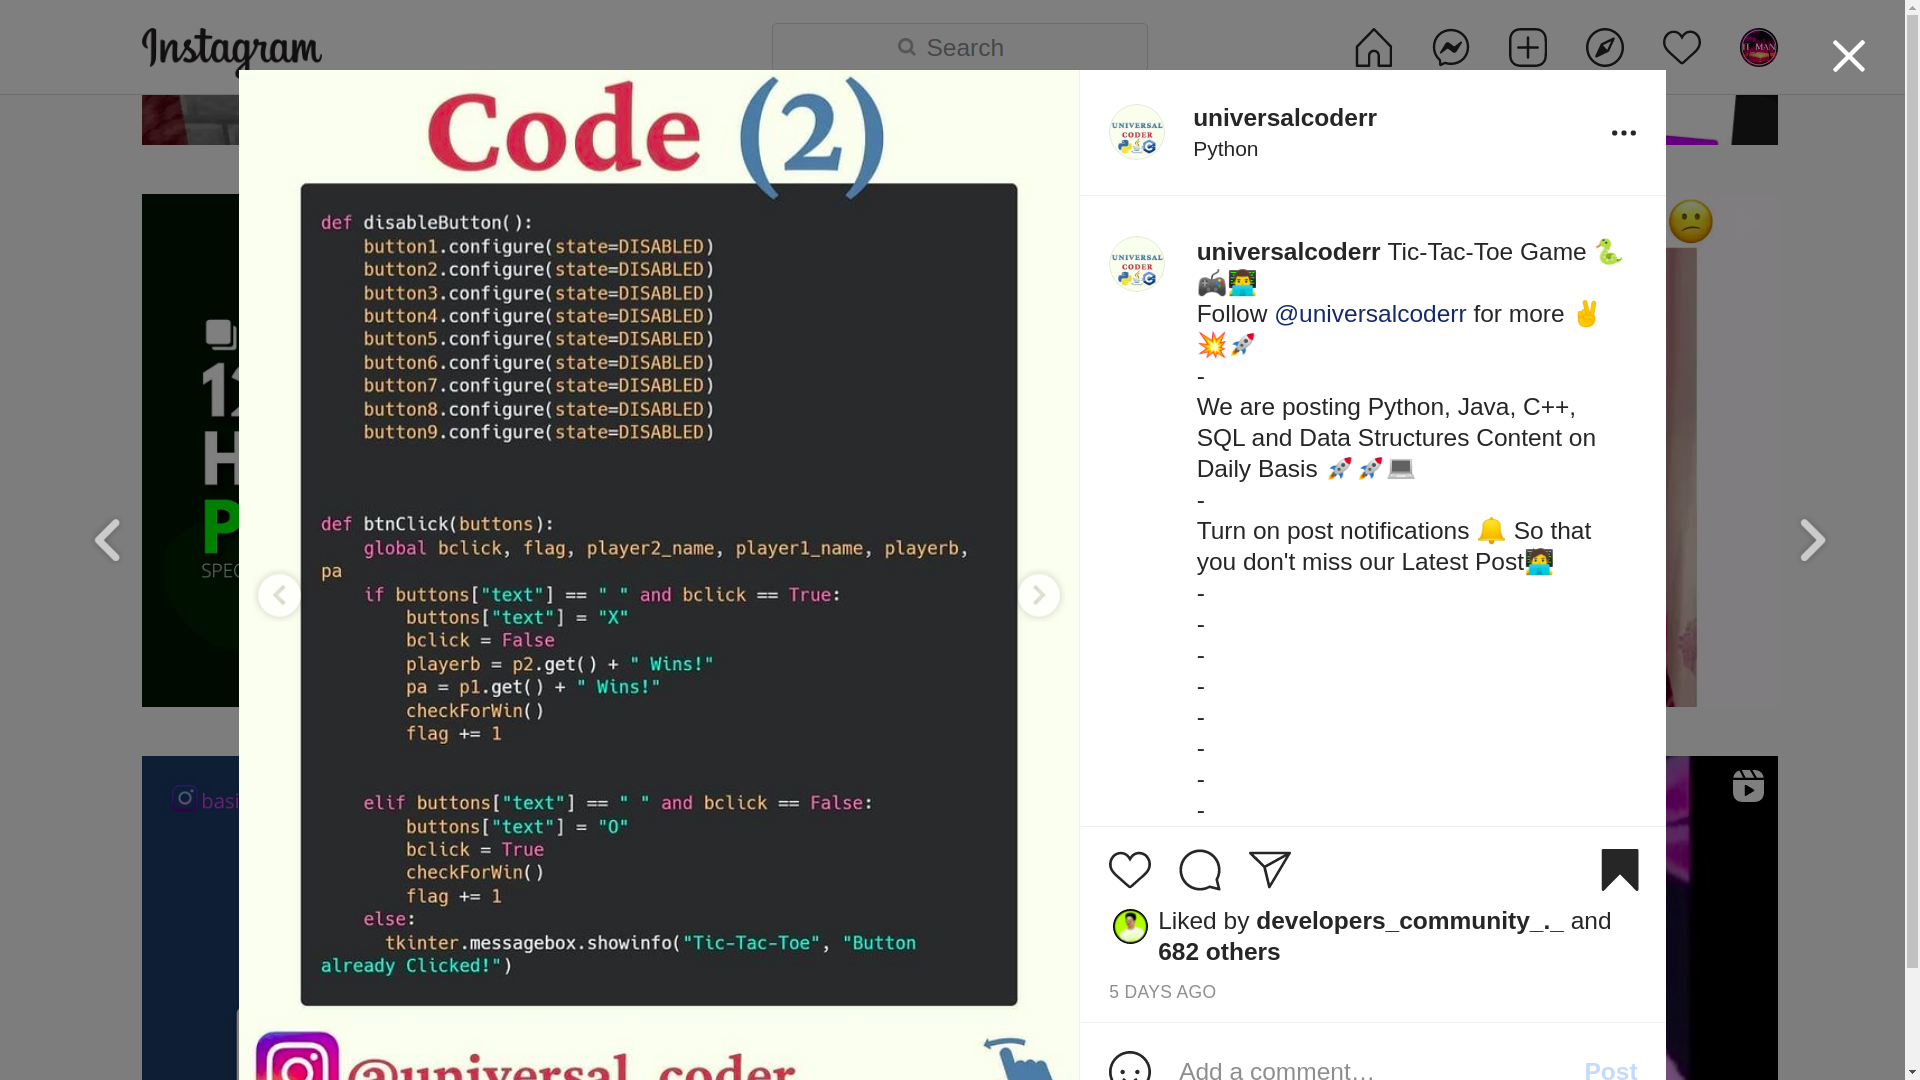 Instagram
Search
Code (2)
def disableButton():
    button1.configure(state=DISABLED)
    button2.configure(state=DISABLED)
    button3.configure(state=DISABLED)
    button4.configure(state=DISABLED)
    button5.configure(state=DISABLED)
    button6.configure(state=DISABLED)
    button7.configure(state=DISABLED)
    button8.configure(state=DISABLED)
    button9.configure(state=DISABLED)
def btnClick(buttons):
    global bclick, flag, player2_name, player1_name, playerb,
pa
    if buttons["text"] == " " and bclick == True:
        buttons["text"] = "X"
        bclick = False
        playerb = p2.get() + " Wins!"
        pa = p1.get() + " Wins!"
        checkForWin()
        flag += 1
    elif buttons["text"] == " " and bclick == False:
        buttons["text"] = "O"
        bclick = True
        checkForWin()
        flag += 1
    else:
      tkinter.messagebox.showinfo("Tic-Tac-Toe", "Button
already Clicked!")
@universal_coder
universalcoderr
Python
UNIVERSAL
CODER
UNIVERSAL
CODER
universalcoderr Tic-Tac-Toe Game 🐍
🎮👨‍💻
Follow @universalcoderr for more ✌
💥🚀
-
We are posting Python, Java, C++,
SQL and Data Structures Content on
Daily Basis 🚀🚀💻
-
Turn on post notifications 🔔 So that
you don't miss our Latest Post🧑‍💻
-
-
-
-
-
-
-
-
Liked by developers_community_._ and
682 others
5 DAYS AGO
Add a comment…
Post